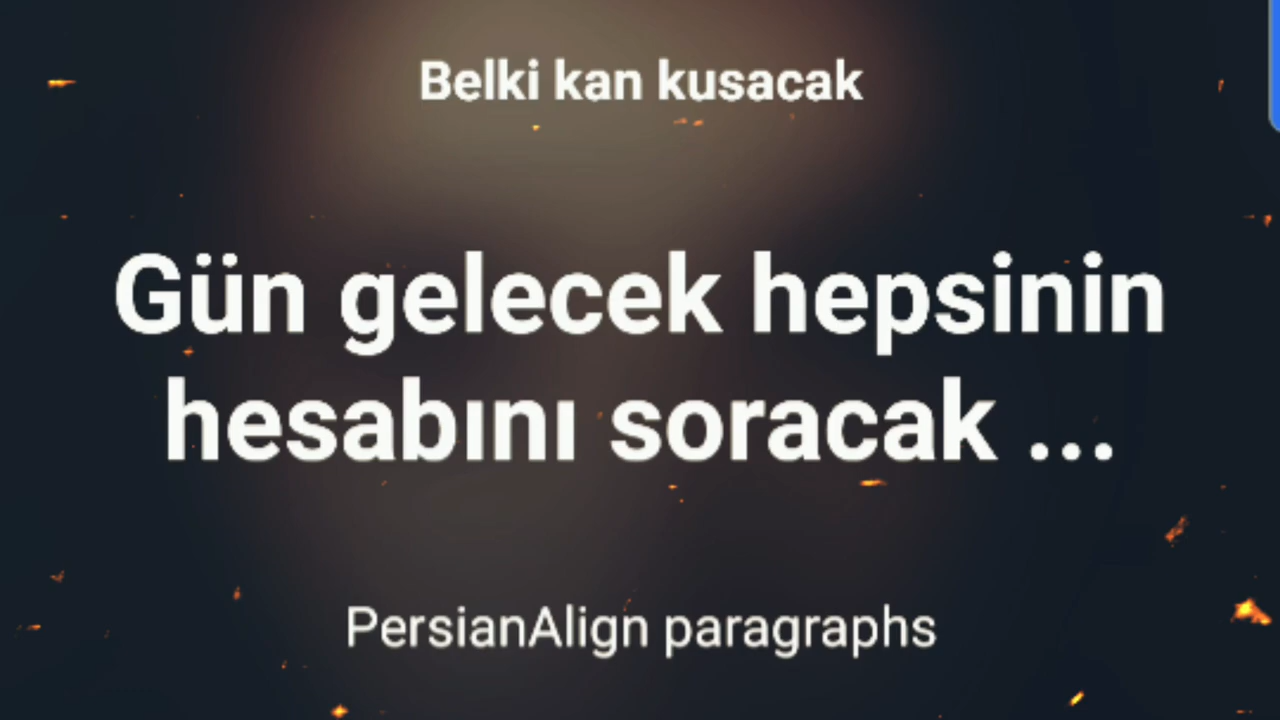 Belki kan kusacak
Gün gelecek hepsinin
hesabını soracak ...
PersianAlign paragraphs